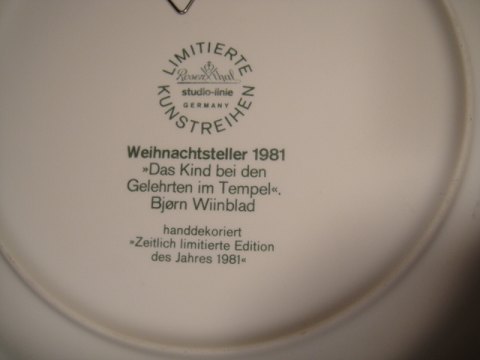 LIMITIERTE
Rosenthal
studio-linie
GERMANY
KUNSTREIHEN
Weihnachtsteller 1981
»Das Kind bei den
Gelehrten im Tempel«.
Bjørn Wiinblad
handdekoriert
»Zeitlich limitierte Edition
des Jahres 1981«